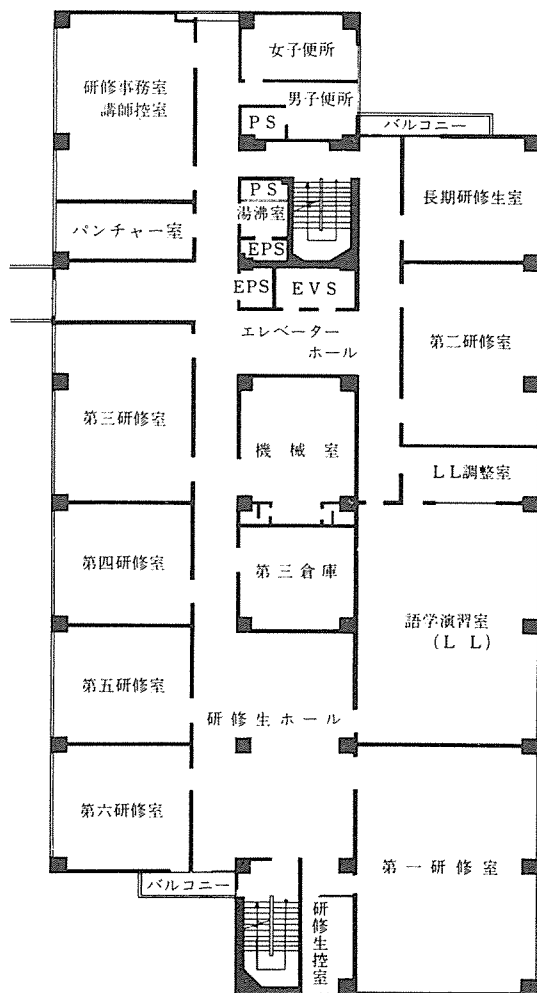 女子便所
研修事務室
講師控室
男子便所
PS
バルコニー
PS
長期研修生室
湯沸室
パンチャー室
EPS
EPS
EVS
エレベーター
ホール
第二研修室
第三研修室
機械室
LL調整室
第四研修室
第三倉庫
語学演習室
(LL)
第五研修室
研修生ホール
第六研修室
第一研修室
バルコニー
研修生控室